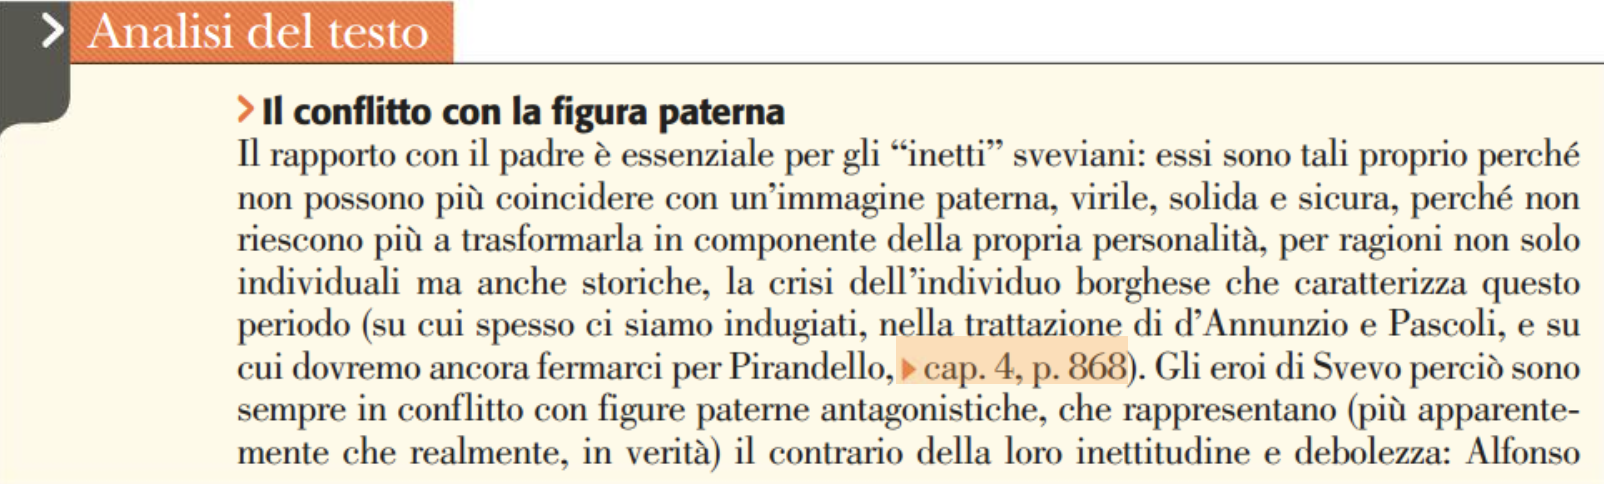 Analisi del testo
Il conflitto con la figura paterna
Il rapporto con il padre è essenziale per gli “inetti” sveviani: essi sono tali proprio perché
non possono più coincidere con un’immagine paterna, virile, solida e sicura, perché non
riescono più a trasformarla in componente della propria personalità, per ragioni non solo
individuali ma anche storiche, la crisi dell’individuo borghese che caratterizza questo
periodo (su cui spesso ci siamo indugiati, nella trattazione di d’Annunzio e Pascoli, e su
cui dovremo ancora fermarci per Pirandello, cap. 4, p. 868). Gli eroi di Svevo perciò sono
sempre in conflitto con figure paterne antagonistiche, che rappresentano (più apparente-
mente che realmente, in verità) il contrario della loro inettitudine e debolezza: Alfonso